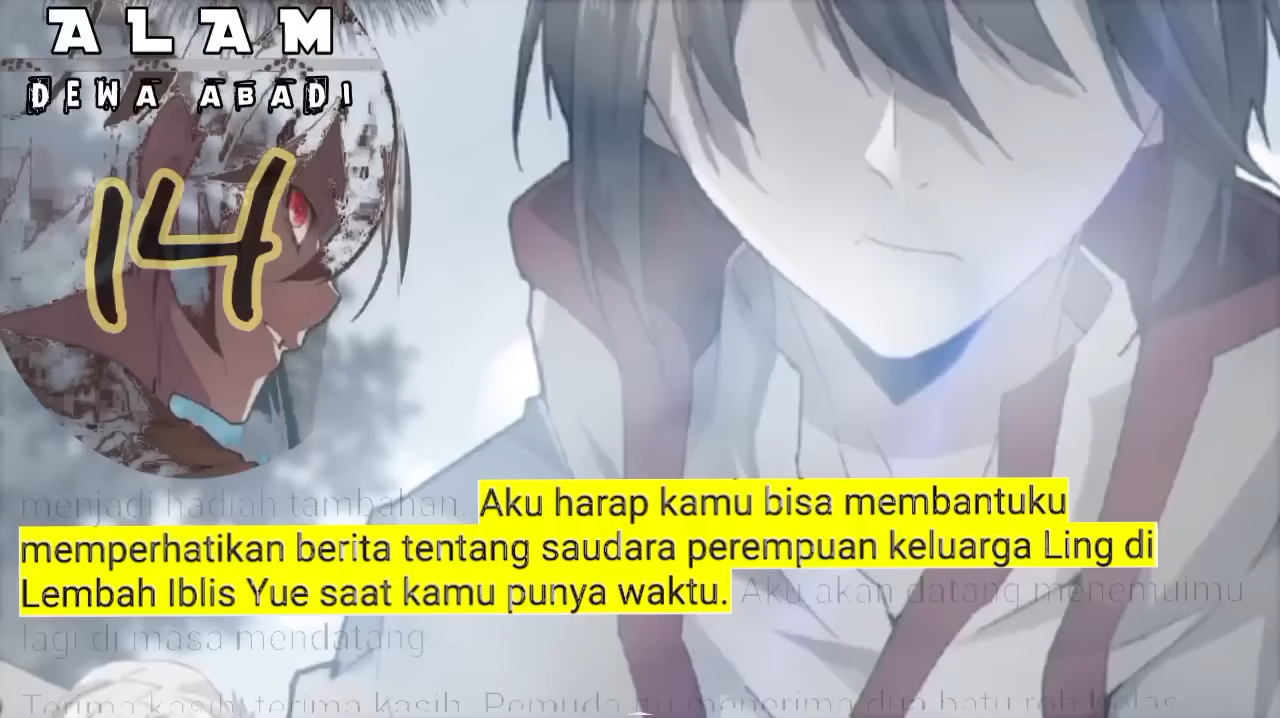 ALAM
DEWA ABADI
14
menjadi hadiah tambahan. Aku harap kamu bisa membantuku
memperhatikan berita tentang saudara perempuan keluarga Ling di
Lembah Iblis Yue saat kamu punya waktu. Aku akan datang menemuimu
lagi di masa mendatang.
Terima kasih, terima kasih. Pemuda itu menerima dua batu roh kelas